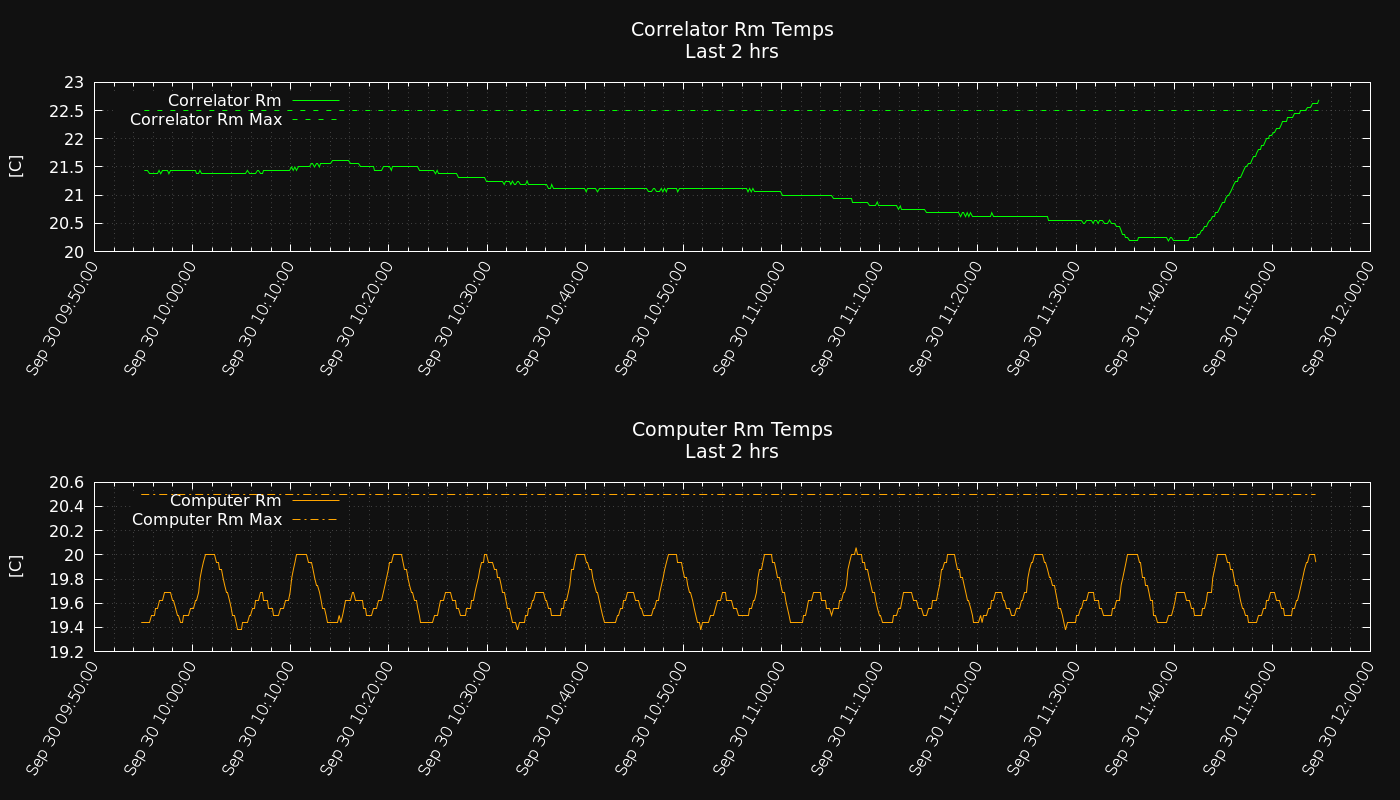 Correlator Rm Temps
Last 2 hrs
23
22.5
22
21.5
21
20.5
20
[C]
Correlator Rm
Correlator Rm Max
Sep 30 09:50:00
Sep 30 10:00:00
Sep 30 10:10:00
Sep 30 10:20:00
Sep 30 10:30:00
Sep 30 10:40:00
Sep 30 10:50:00
Sep 30 11:00:00
Sep 30 11:10:00
Sep 30 11:20:00
Sep 30 11:30:00
Sep 30 11:40:00
Sep 30 11:50:00
Sep 30 12:00:00
Computer Rm Temps
Last 2 hrs
20.6
20.4
20.2
20
19.8
19.6
19.4
19.2
[C]
Computer Rm
Computer Rm Max
Sep 30 09:50:00
Sep 30 10:00:00
Sep 30 10:10:00
Sep 30 10:20:00
Sep 30 10:30:00
Sep 30 10:40:00
Sep 30 10:50:00
Sep 30 11:00:00
Sep 30 11:10:00
Sep 30 11:20:00
Sep 30 11:30:00
Sep 30 11:40:00
Sep 30 11:50:00
Sep 30 12:00:00